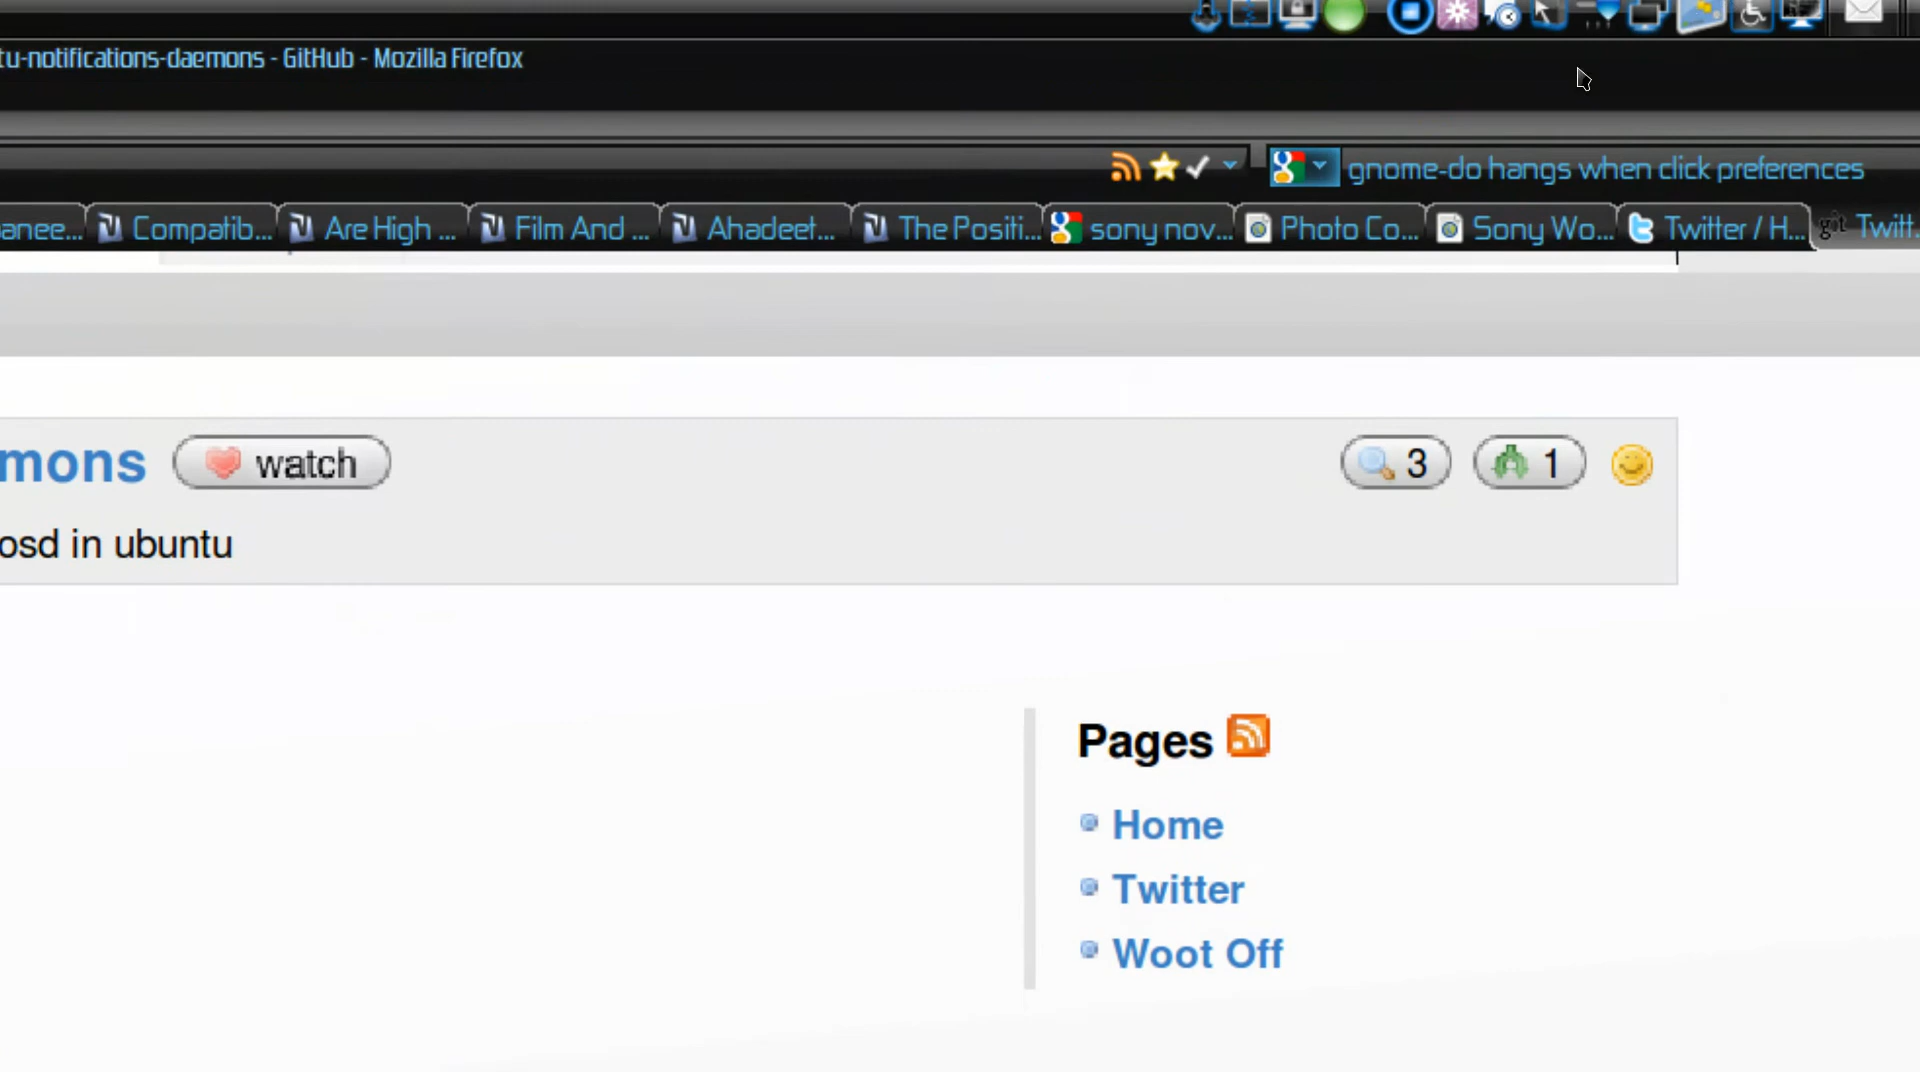 tu-notifications-daemons - GitHub - Mozilla Firefox
gnome-do hangs when click preferences
anee... Compatib... Are High ... Film And ... Ahadeet... The Positi... sony nov... Photo Co... Sony Wo... Twitter / H... git Twitt.
mons watch 3 1
osd in ubuntu
Pages
Home
Twitter
Woot Off